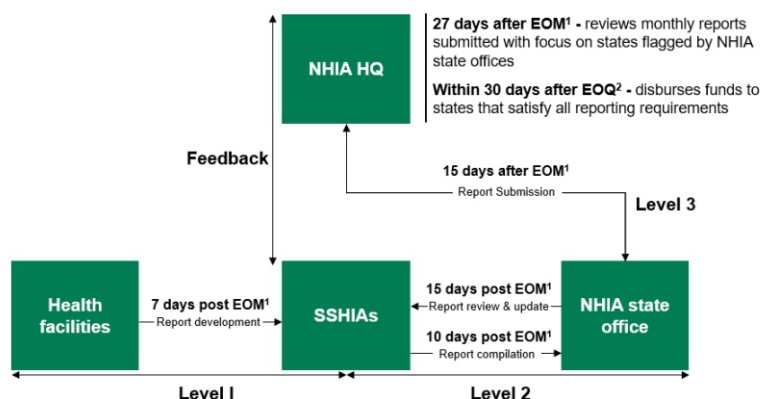 27 days after EOM¹ - reviews monthly reports
submitted with focus on states flagged by NHIA
state offices
NHIA HQ
Within 30 days after EOQ² - disburses funds to
states that satisfy all reporting requirements
Feedback
15 days after EOM¹
Report Submission
Level 3
Health
facilities
7 days post EOM¹
Report development
SSHIAs
15 days post EOM¹
Report review & update
10 days post EOM¹
Report compilation
NHIA state
office
Level I
Level 2